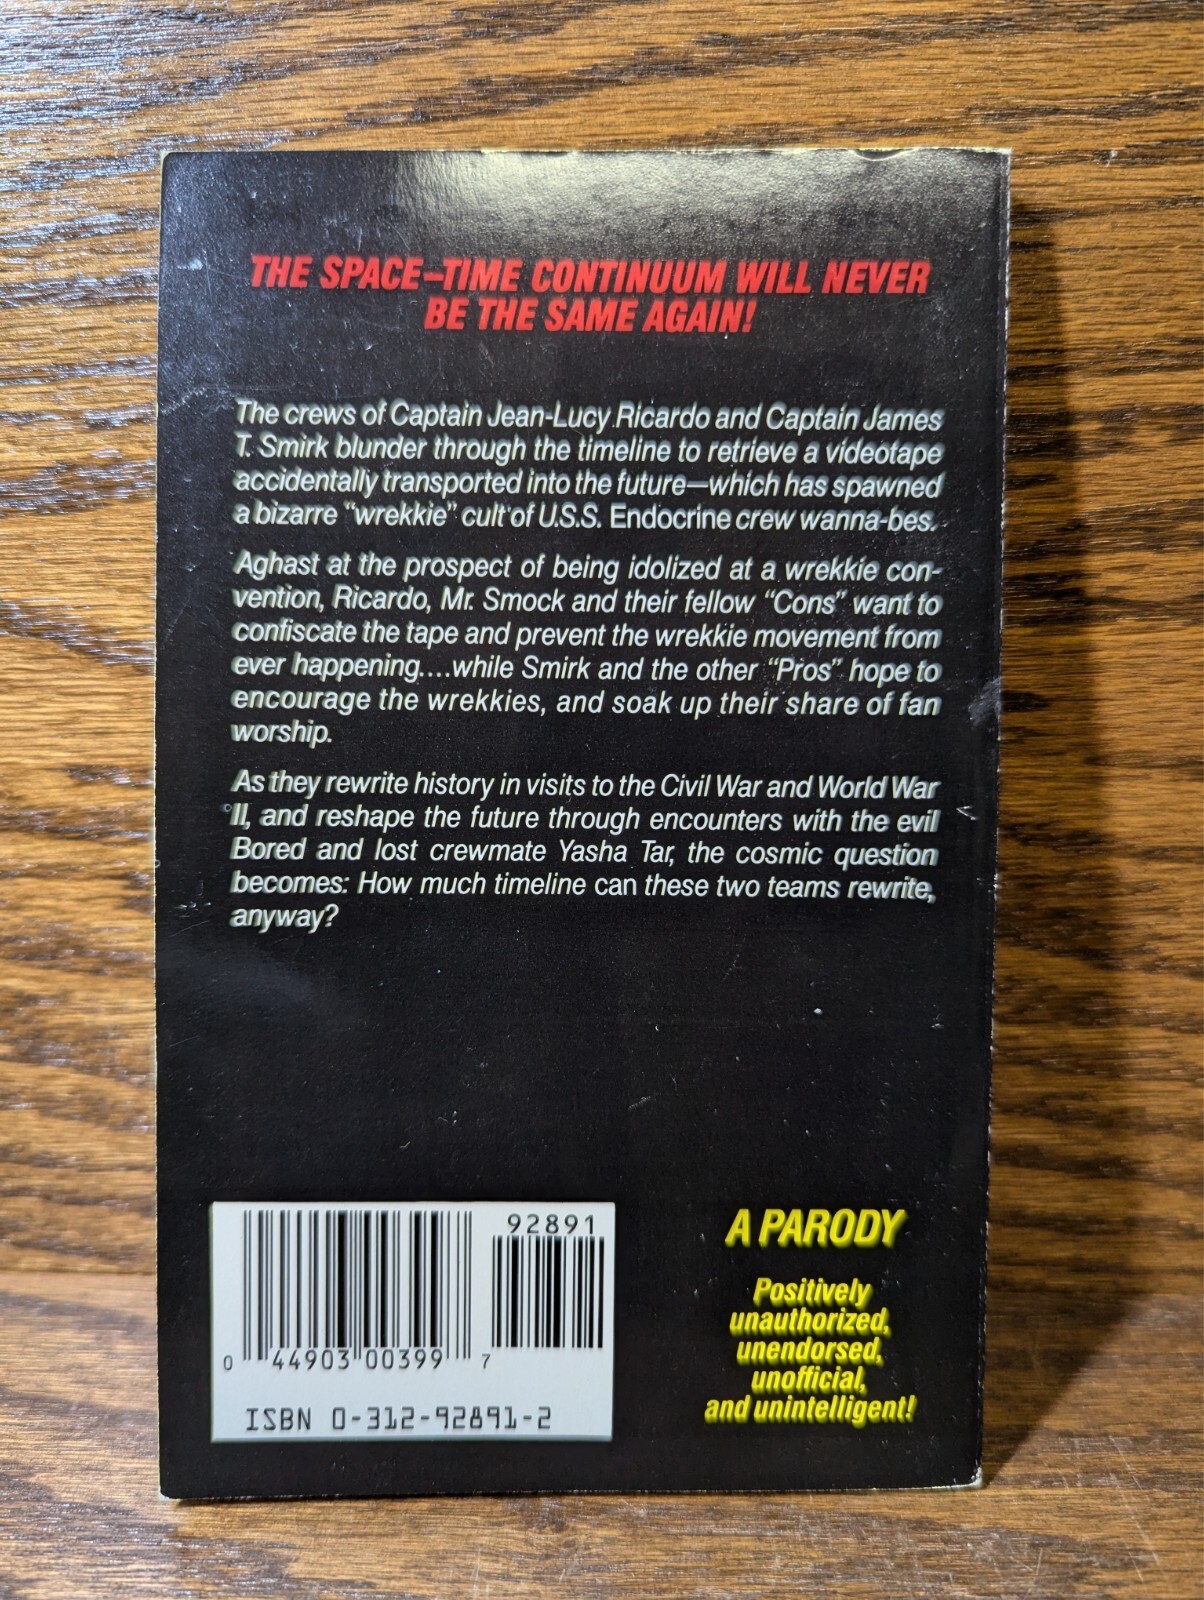 THE SPACE–TIME CONTINUUM WILL NEVER
BE THE SAME AGAIN!
The crews of Captain Jean-Lucy Ricardo and Captain James
T. Smirk blunder through the timeline to retrieve a videotape
accidentally transported into the future—which has spawned
a bizarre "wrekkie" cult of U.S.S. Endocrine crew wanna-bes.
Aghast at the prospect of being idolized at a wrekkie con-
vention, Ricardo, Mr. Smock and their fellow "Cons" want to
confiscate the tape and prevent the wrekkie movement from
ever happening....while Smirk and the other "Pros" hope to
encourage the wrekkies, and soak up their share of fan
worship.
As they rewrite history in visits to the Civil War and World War
II, and reshape the future through encounters with the evil
Bored and lost crewmate Yasha Tar, the cosmic question
becomes: How much timeline can these two teams rewrite,
anyway?
92891
0 44903 00399 7
ISBN 0-312-92891-2
A PARODY
Positively
unauthorized,
unendorsed,
unofficial,
and unintelligent!